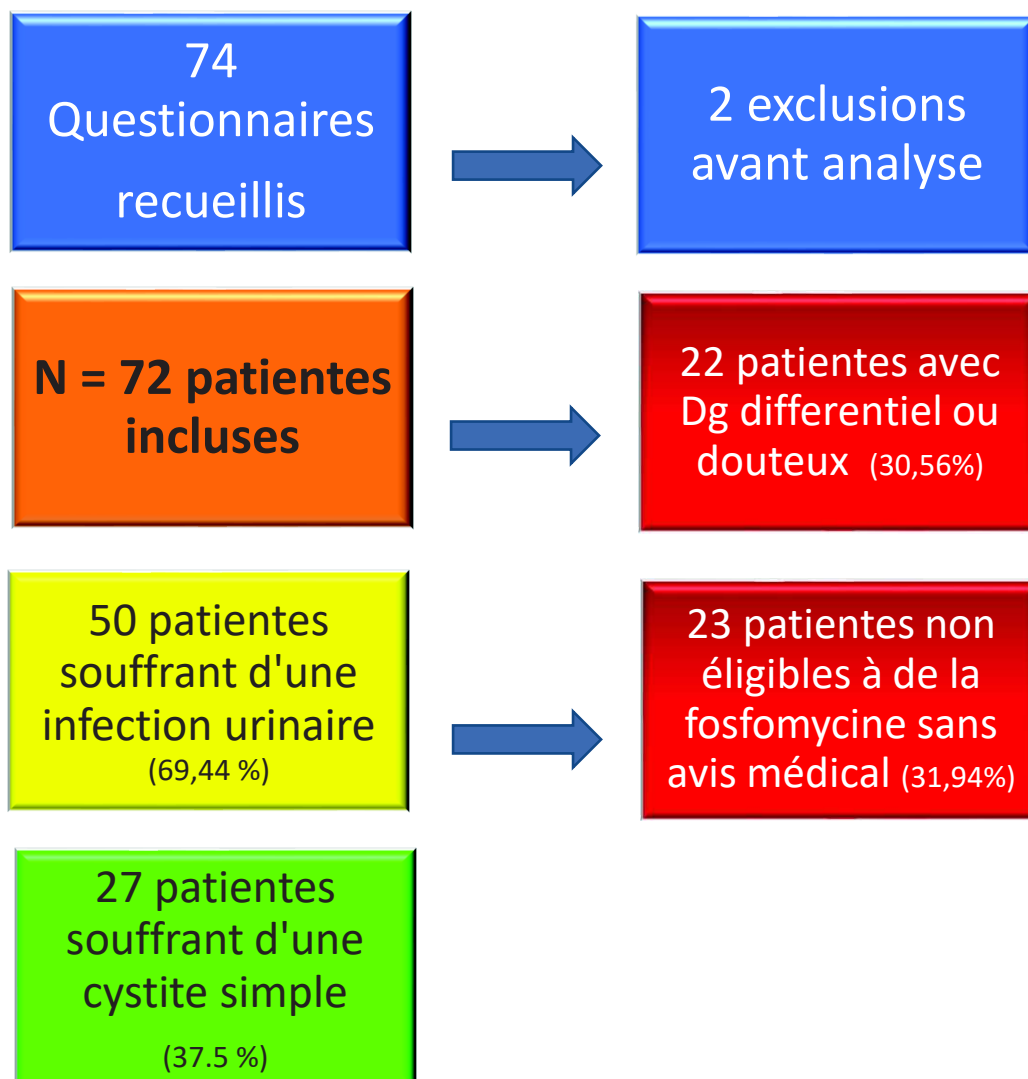 74
Questionnaires
recueillis
2 exclusions
avant analyse
N = 72 patientes
incluses
22 patientes avec
Dg differentiel ou
douteux (30,56%)
50 patientes
souffrant d'une
infection urinaire
(69,44 %)
23 patientes non
éligibles à de la
fosfomycine sans
avis médical (31,94%)
27 patientes
souffrant d'une
cystite simple
(37.5 %)